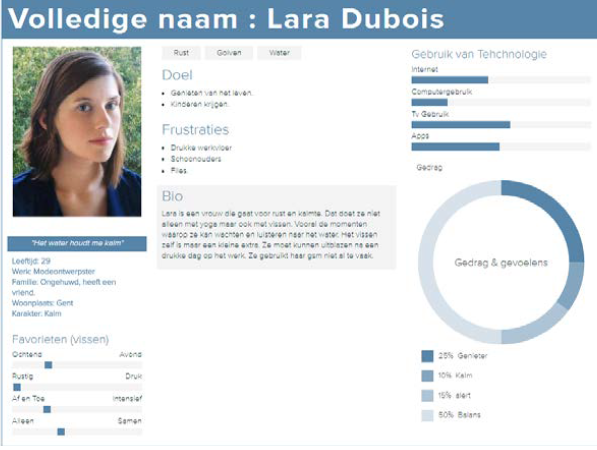 Volledige naam : Lara Dubois
Rust
Golven
Water
Doel
Genieten van het leven.
Kinderen krijgen.
Frustraties
Drukke werkvloer
Schoonouders
Files
Bio
Lara is een vrouw die gaat voor rust en kalmte. Dat doet ze niet
alleen met yoga maar ook met vissen. Vooral de momenten
waarop ze kan wachten en luisteren naar het water. Het vissen
zelf is maar een kleine extra. Ze moet kunnen uitblazen na een
drukke dag op het werk. Ze gebruikt haar gsm niet al te vaak.
"Het water houdt me kalm"
Leeftijd: 29
Werk: Modeontwerpster
Familie: Ongehuwd, heeft een
vriend.
Woonplaats: Gent
Karakter: Kalm
Favorieten (vissen)
Ochtend Avond
Rustig Druk
Af en Toe Intensief
Alleen Samen
Gebruik van Tehchnologie
Internet
Computergebruik
Tv Gebruik
Apps
Gedrag
Gedrag & gevoelens
25% Genieter
10% Kalm
15% alert
50% Balans